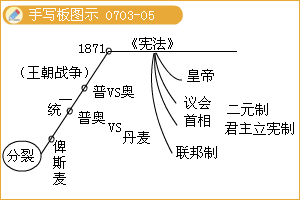 手写板图示 0703-05
1871
《宪法》
(王朝战争)
皇帝
普VS奥
议会
统一
首相
二元制
君主立宪制
普奥
VS
丹麦
联邦制
分裂
俾斯麦